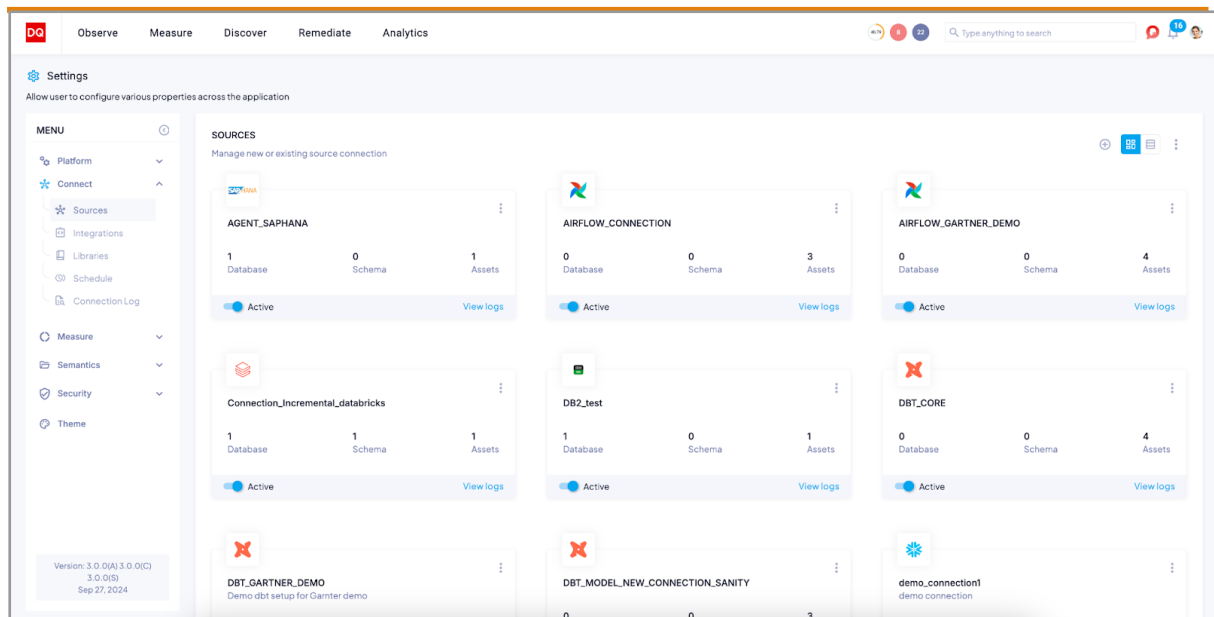 DQ
Observe Measure Discover Remediate Analytics
22 Type anything to search 16
Settings
Allow user to configure various properties across the application
MENU
Platform
Connect
Sources
Integrations
Libraries
Schedule
Connection Log
Measure
Semantics
Security
Theme
Version: 3.0.0(A) 3.0.0(C)
3.0.0(S)
Sep 27, 2024
SOURCES
Manage new or existing source connection
SAP HANA
AGENT_SAPHANA
1 0 1
Database Schema Assets
Active View logs
AIRFLOW_CONNECTION
0 0 3
Database Schema Assets
Active View logs
AIRFLOW_GARTNER_DEMO
0 0 4
Database Schema Assets
Active View logs
Connection_Incremental_databricks
1 1 1
Database Schema Assets
Active View logs
DB2_test
1 0 1
Database Schema Assets
Active View logs
DBT_CORE
0 0 4
Database Schema Assets
Active View logs
DBT_GARTNER_DEMO
Demo dbt setup for Garnter demo
DBT_MODEL_NEW_CONNECTION_SANITY
0 0 3
demo_connection1
demo connection